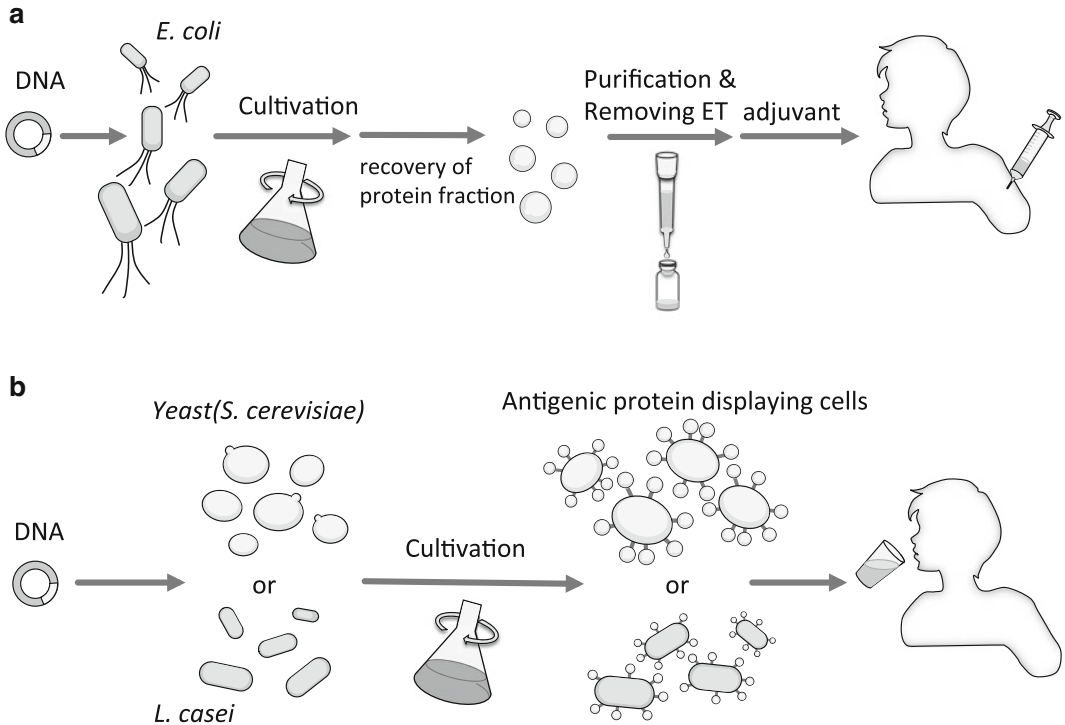 a
E. coli
DNA
Cultivation
recovery of
protein fraction
Purification &
Removing ET
adjuvant
b
Yeast(S. cerevisiae)
Antigenic protein displaying cells
DNA
Cultivation
or
or
L. casei